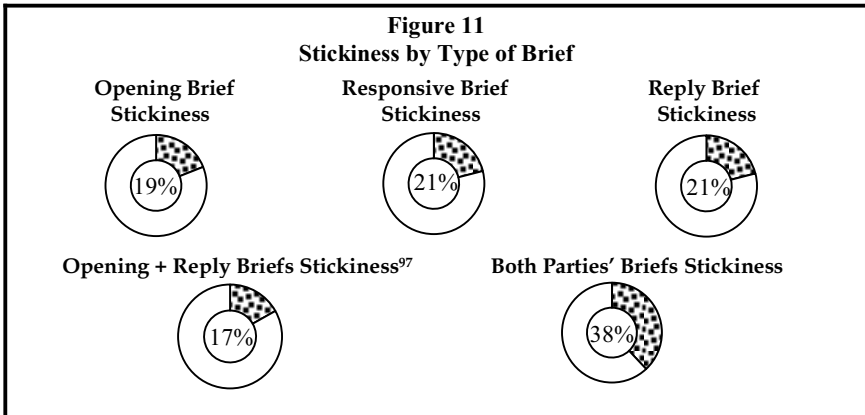 Figure 11
Stickiness by Type of Brief
Opening Brief
Stickiness
19%
Responsive Brief
Stickiness
21%
Reply Brief
Stickiness
21%
Opening + Reply Briefs Stickiness⁹⁷
17%
Both Parties’ Briefs Stickiness
38%